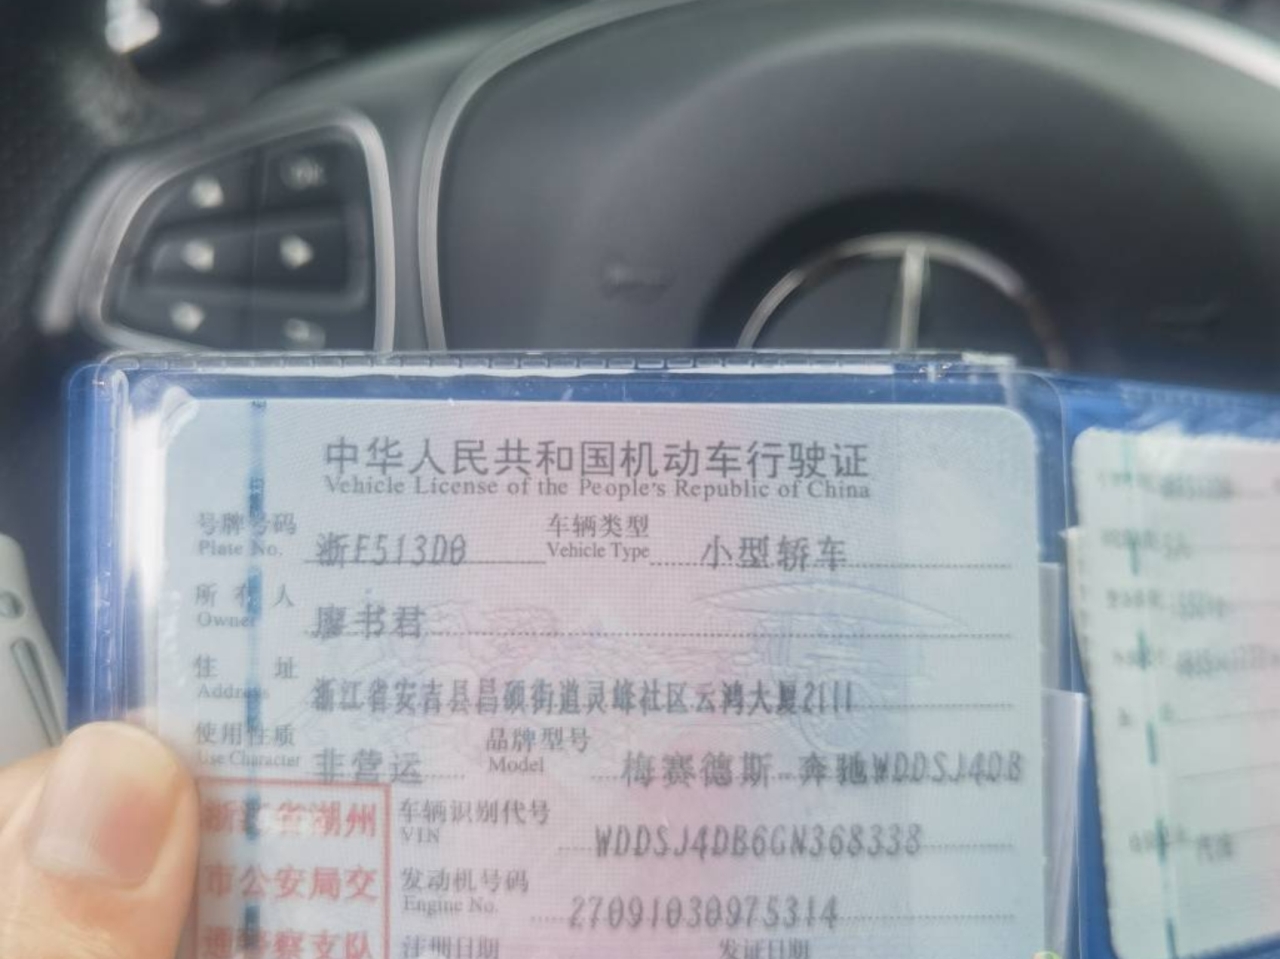 中华人民共和国机动车行驶证
Vehicle License of the People's Republic of China
号牌号码 浙E513D0 车辆类型 小型轿车
Plate No. Vehicle Type
所有人 廖书君
Owner
住址 浙江省安吉县昌硕街道灵峰社区云鸿大厦2111
Address
使用性质 非营运 品牌型号 梅赛德斯-奔驰WDDSJ4DB
Use Character Model
浙江省湖州
市公安局交
通警察支队
车辆识别代号 WDDSJ4DB6GN368338
VIN
发动机号码 27091030975314
Engine No.
注册日期 发证日期